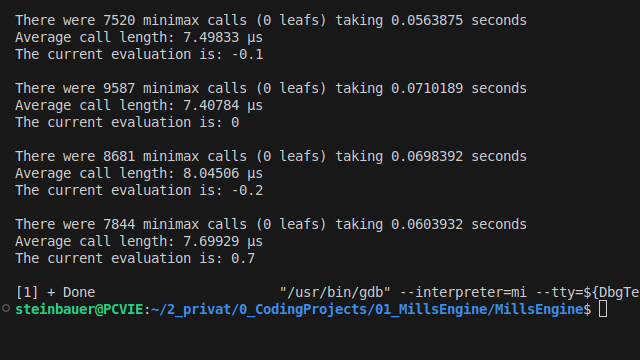 There were 7520 minimax calls (0 leafs) taking 0.0563875 seconds
Average call length: 7.49833 µs
The current evaluation is: -0.1
There were 9587 minimax calls (0 leafs) taking 0.0710189 seconds
Average call length: 7.40784 µs
The current evaluation is: 0
There were 8681 minimax calls (0 leafs) taking 0.0698392 seconds
Average call length: 8.04506 µs
The current evaluation is: -0.2
There were 7844 minimax calls (0 leafs) taking 0.0603932 seconds
Average call length: 7.69929 µs
The current evaluation is: 0.7
[1] + Done                       "/usr/bin/gdb" --interpreter=mi --tty=${DbgTe
steinbauer@PCVIE:~/2_privat/0_CodingProjects/01_MillsEngine/MillsEngine$